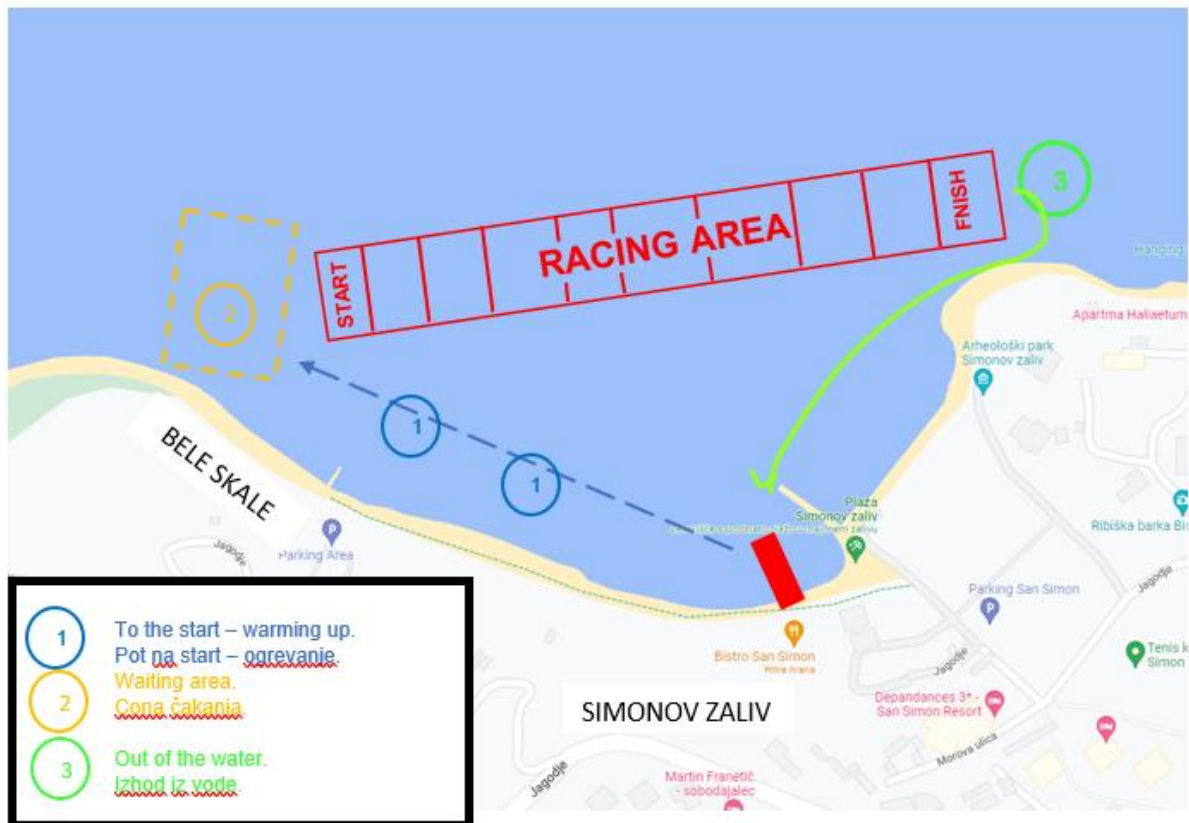 3
FNISH
RACING AREA
START
2
Apartma Haliaetum
Arheološki park
Simonov zaliv
1
BELE SKALE
1
Plaža
Simonov zaliv
Ribiška barka
Jagodje
Parking Area
Jagodje
Parking San Simon
Bistro San Simon
Hitra hrana
Jagodje
Tenis
Simon
Depandances 3* -
San Simon Resort
SIMONOV ZALIV
Morova ulica
Martin Franetič
- sobodajalec
Jagodje
1
To the start – warming up.
Pot na start – ogrevanje.
2
Waiting area.
Cona čakanja.
3
Out of the water.
Izhod iz vode.